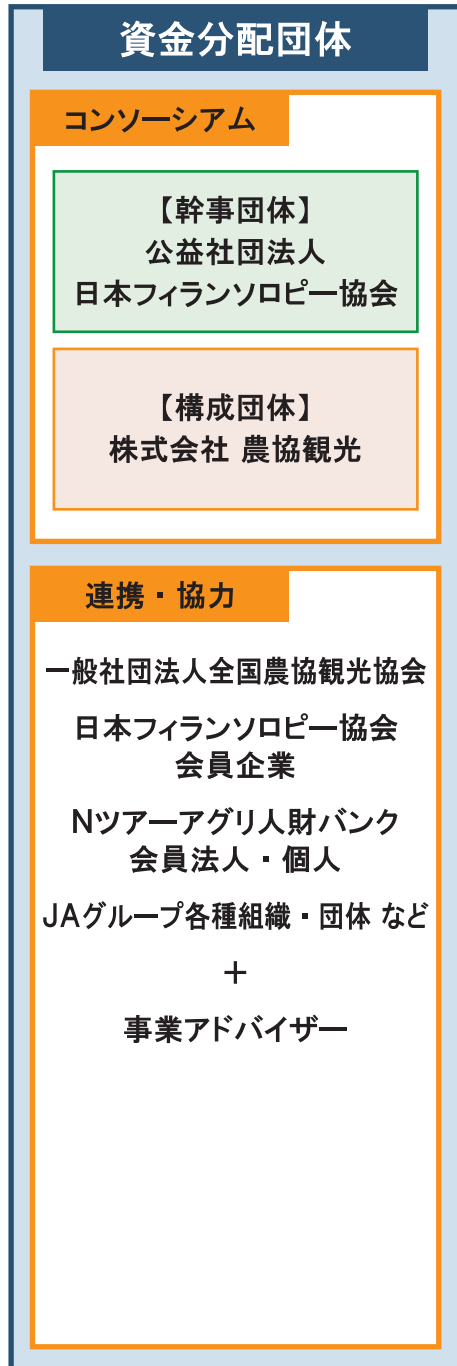 資金分配団体
コンソーシアム
【幹事団体】
公益社団法人
日本フィランソロピー協会
【構成団体】
株式会社 農協観光
連携・協力
一般社団法人全国農協観光協会
日本フィランソロピー協会
会員企業
Nツアーアグリ人財バンク
会員法人・個人
JAグループ各種組織・団体 など
＋
事業アドバイザー